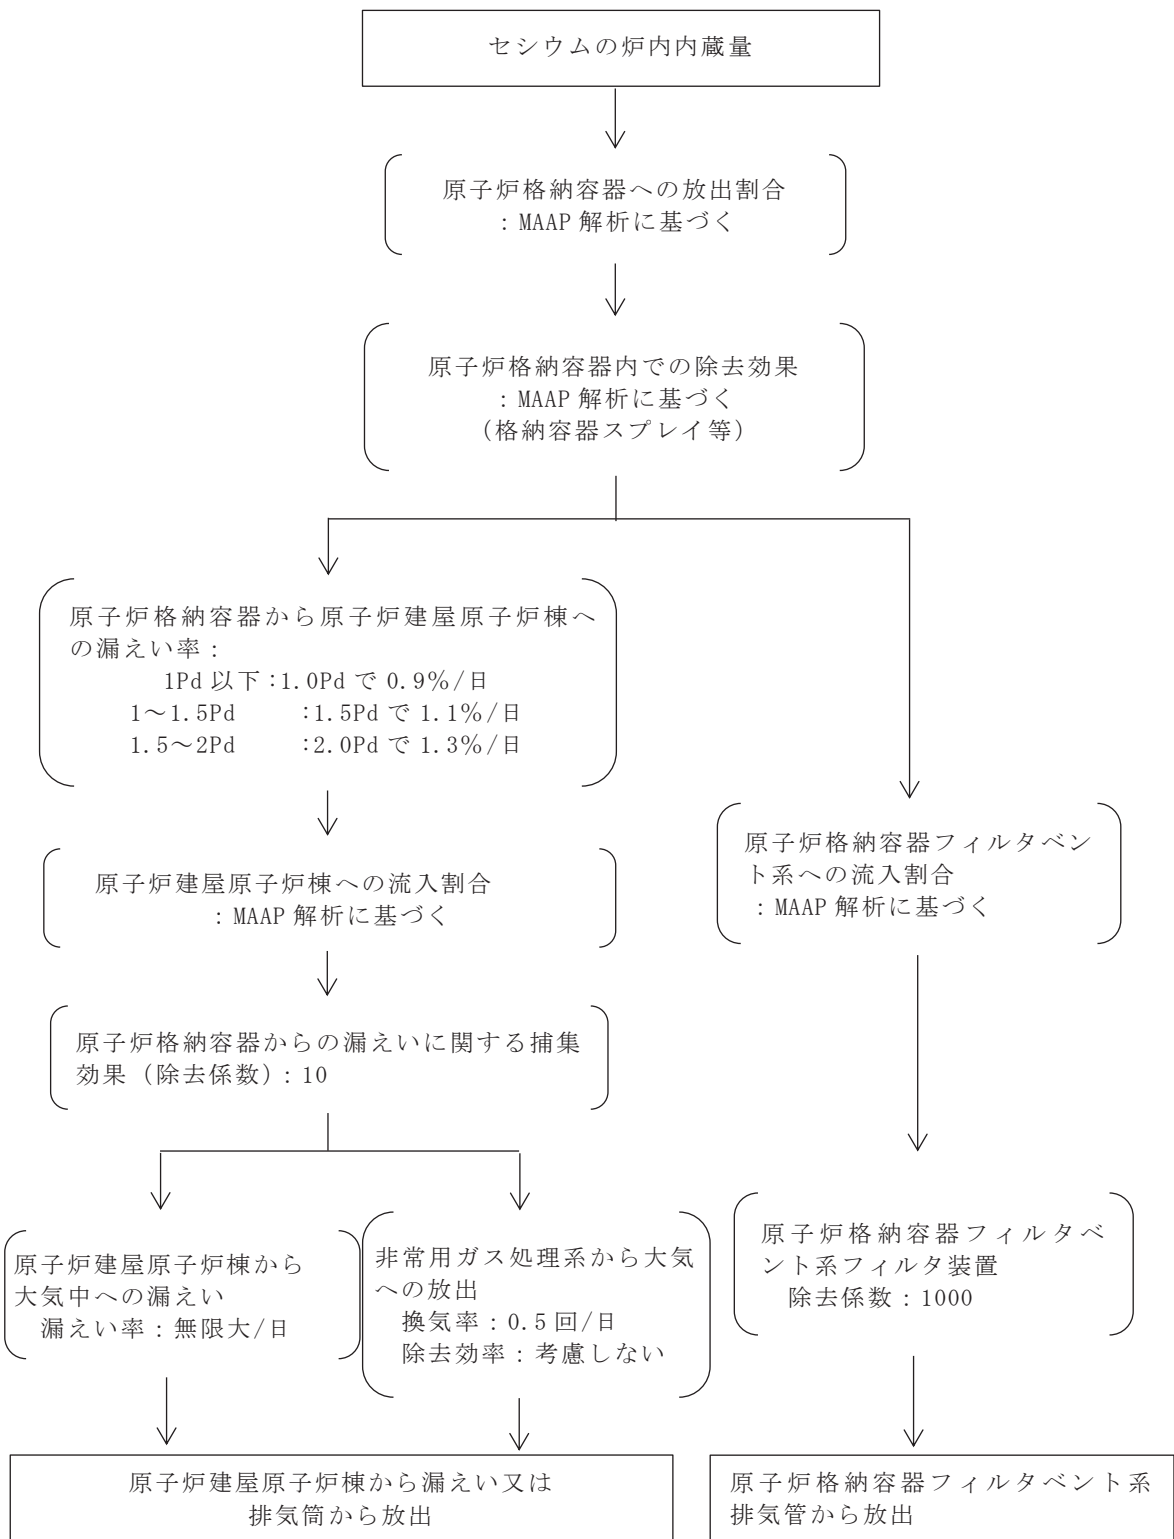 セシウムの炉内内蔵量
原子炉格納容器への放出割合
：MAAP 解析に基づく
原子炉格納容器内での除去効果
：MAAP 解析に基づく
（格納容器スプレイ等）
原子炉格納容器から原子炉建屋原子炉棟へ
の漏えい率：
1Pd 以下：1.0Pd で 0.9％/日
1～1.5Pd ：1.5Pd で 1.1％/日
1.5～2Pd ：2.0Pd で 1.3％/日
原子炉建屋原子炉棟への流入割合
：MAAP 解析に基づく
原子炉格納容器からの漏えいに関する捕集
効果（除去係数）：10
原子炉建屋原子炉棟から
大気中への漏えい
漏えい率：無限大/日
非常用ガス処理系から大気
への放出
換気率：0.5 回/日
除去効率：考慮しない
原子炉建屋原子炉棟から漏えい又は
排気筒から放出
原子炉格納容器フィルタベン
ト系への流入割合
：MAAP 解析に基づく
原子炉格納容器フィルタベ
ント系フィルタ装置
除去係数：1000
原子炉格納容器フィルタベント系
排気管から放出